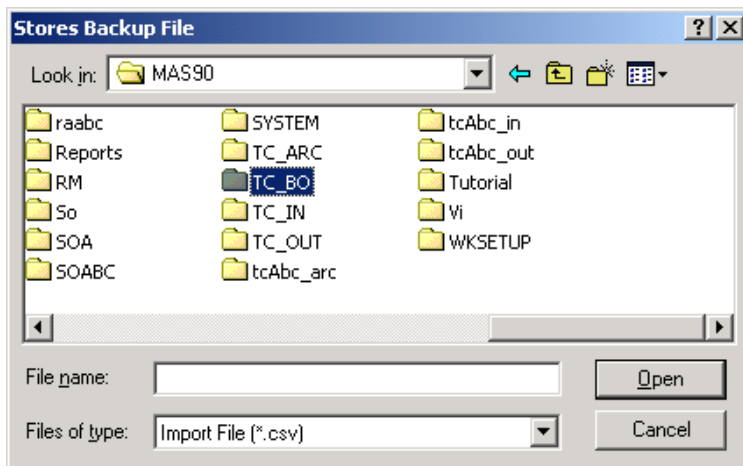 Stores Backup File
Look in: MAS90
raabc SYSTEM tcAbc_in
Reports TC_ARC tcAbc_out
RM TC_BO Tutorial
So TC_IN Vi
SOA TC_OUT WKSETUP
SOABC tcAbc_arc
File name: Open
Files of type: Import File (*.csv) Cancel